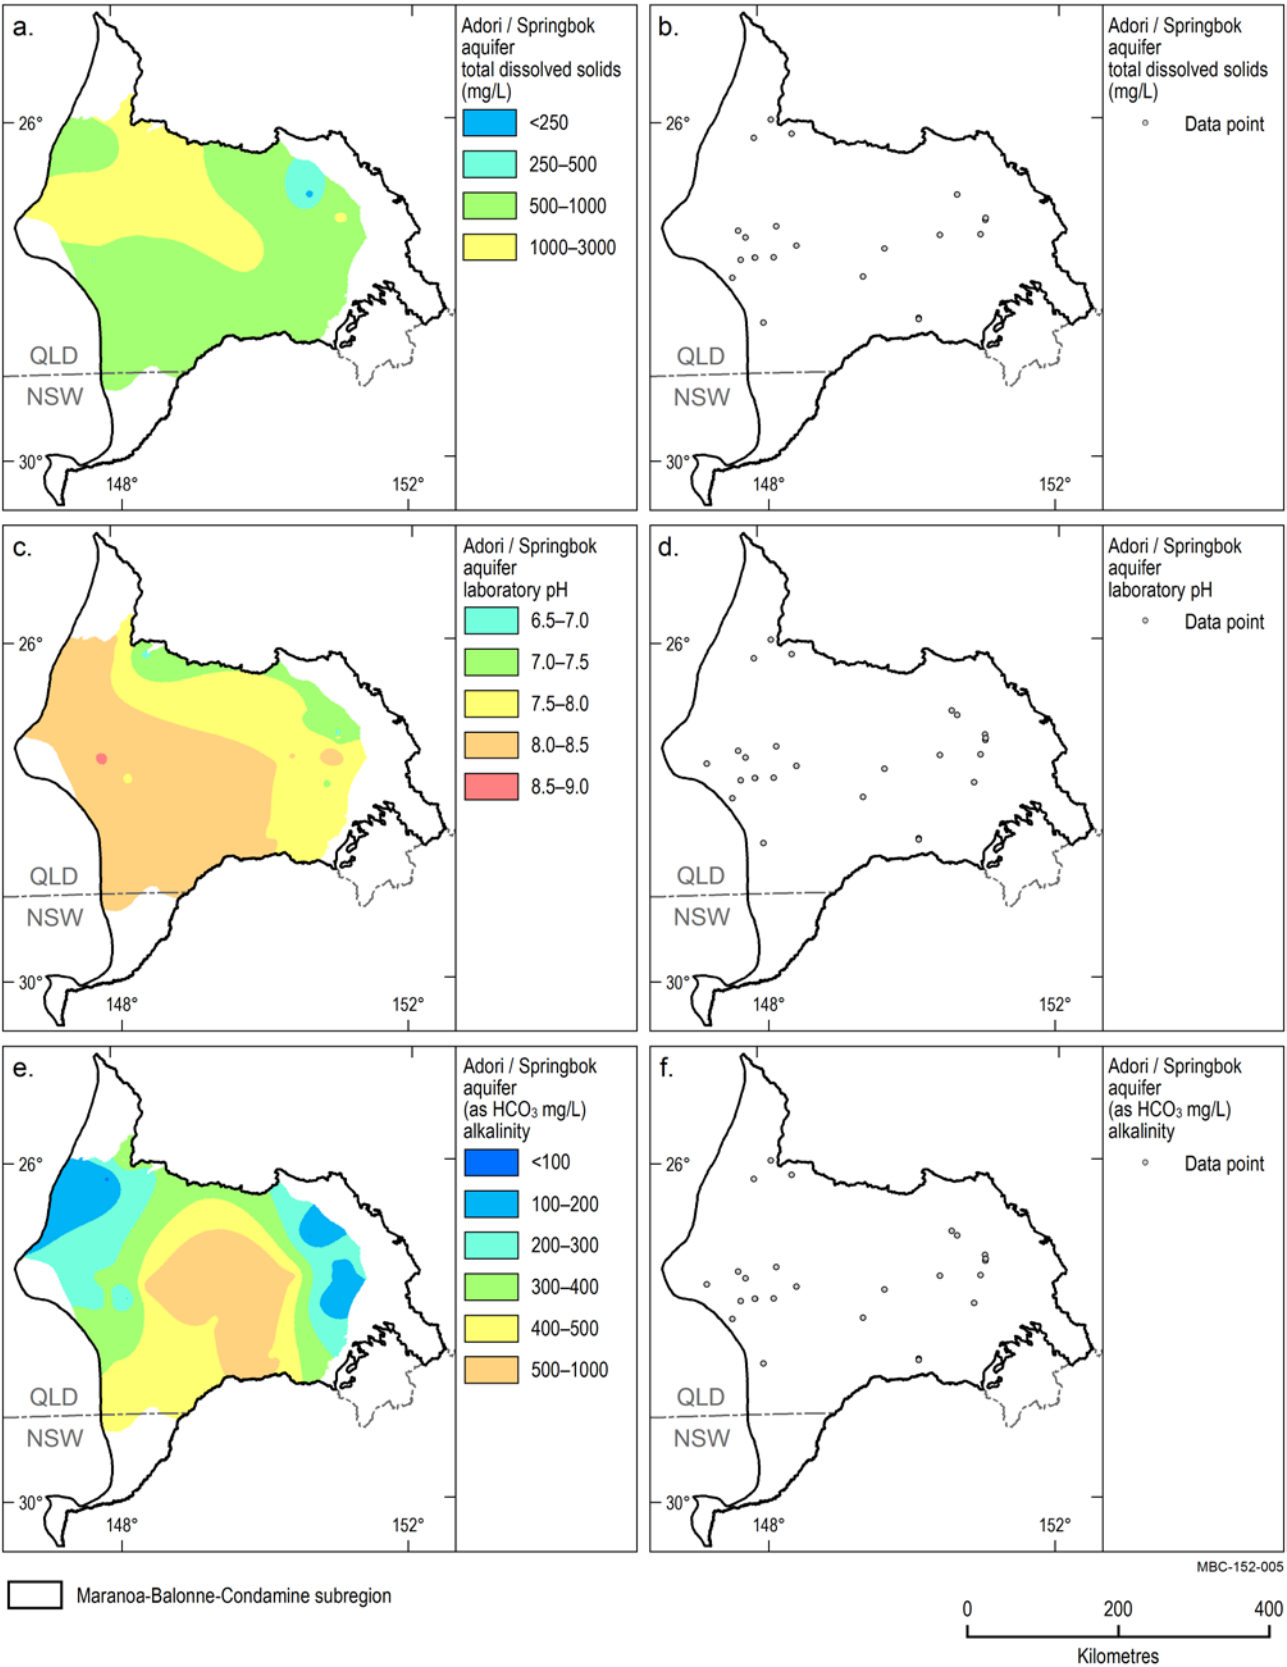 a.
Adori / Springbok
aquifer
total dissolved solids
(mg/L)
<250
250–500
500–1000
1000–3000
26°
QLD
NSW
30°
148°
152°
b.
Adori / Springbok
aquifer
total dissolved solids
(mg/L)
Data point
26°
QLD
NSW
30°
148°
152°
c.
Adori / Springbok
aquifer
laboratory pH
6.5–7.0
7.0–7.5
7.5–8.0
8.0–8.5
8.5–9.0
26°
QLD
NSW
30°
148°
152°
d.
Adori / Springbok
aquifer
laboratory pH
Data point
26°
QLD
NSW
30°
148°
152°
e.
Adori / Springbok
aquifer
(as HCO₃ mg/L)
alkalinity
<100
100–200
200–300
300–400
400–500
500–1000
26°
QLD
NSW
30°
148°
152°
f.
Adori / Springbok
aquifer
(as HCO₃ mg/L)
alkalinity
Data point
26°
QLD
NSW
30°
148°
152°
MBC-152-005
Maranoa-Balonne-Condamine subregion
0 200 400
Kilometres